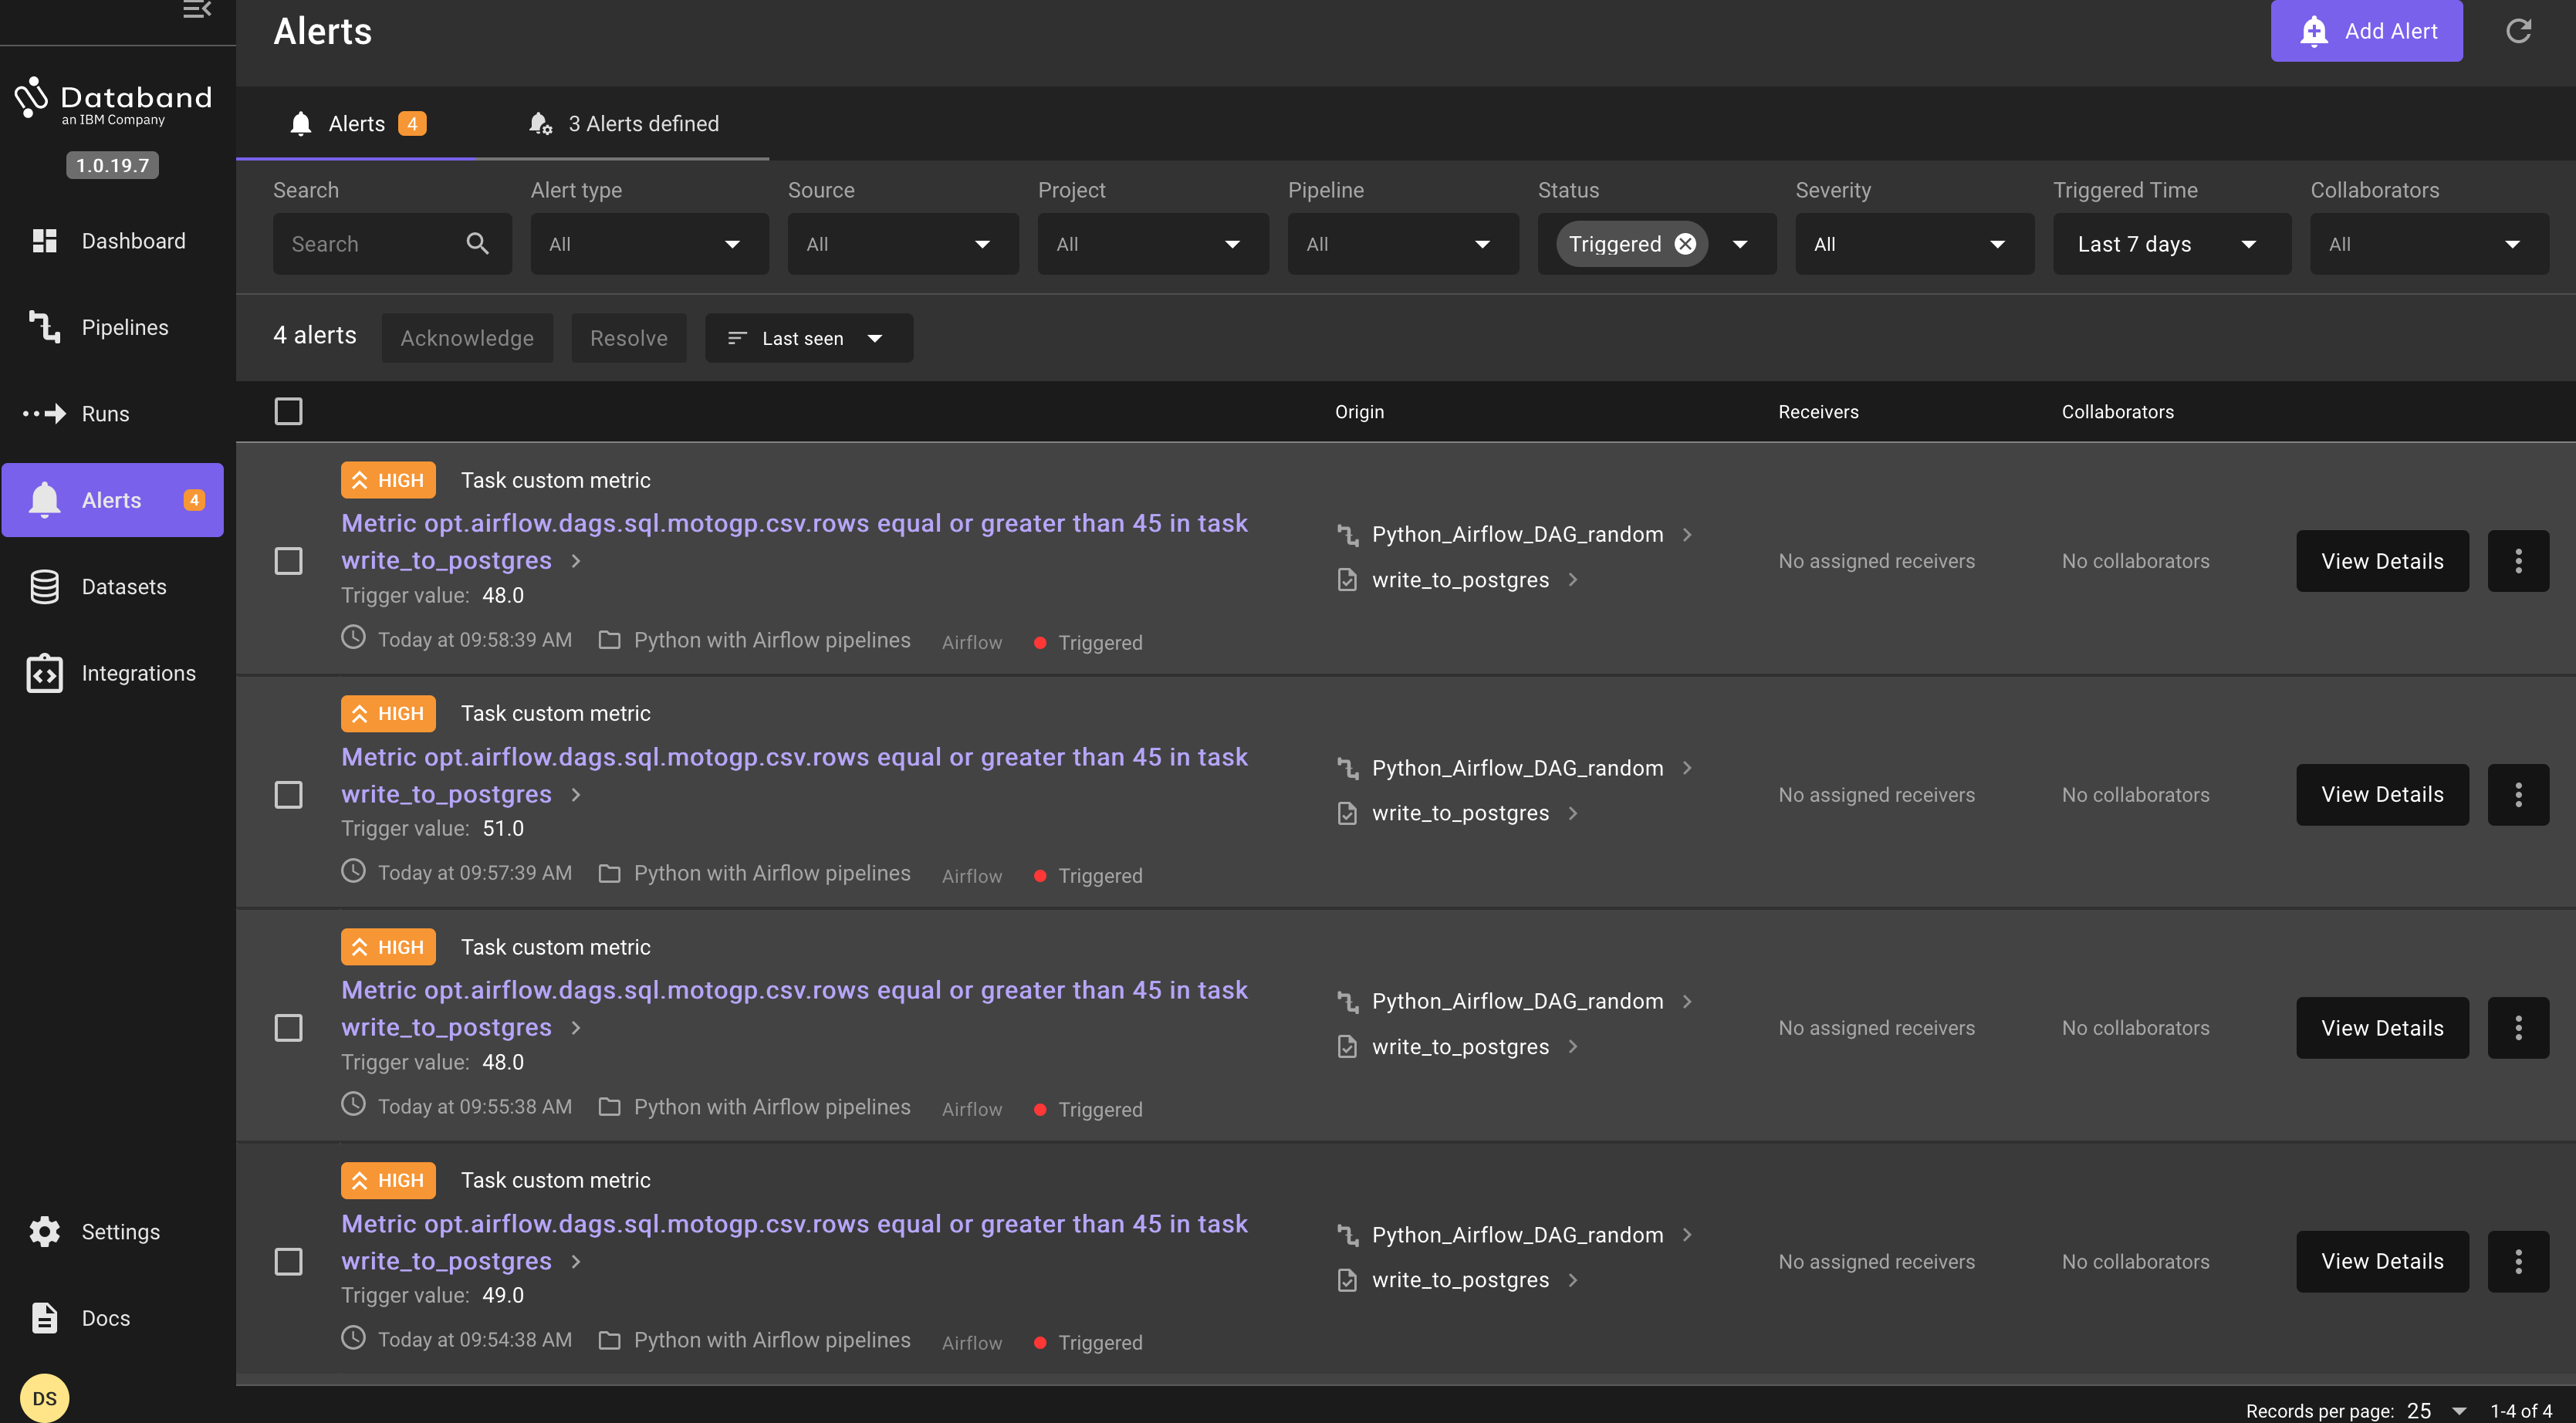 Alerts
Add Alert
Databand
an IBM Company
1.0.19.7
Dashboard
Pipelines
Runs
Alerts 4
Datasets
Integrations
Settings
Docs
DS
Alerts 4
3 Alerts defined
Search Alert type Source Project Pipeline Status Severity Triggered Time Collaborators
Search All All All All Triggered All Last 7 days All
4 alerts Acknowledge Resolve Last seen
Origin Receivers Collaborators
HIGH Task custom metric
Metric opt.airflow.dags.sql.motogp.csv.rows equal or greater than 45 in task
write_to_postgres
Trigger value: 48.0
Today at 09:58:39 AM Python with Airflow pipelines Airflow Triggered
Python_Airflow_DAG_random
write_to_postgres
No assigned receivers
No collaborators
View Details
HIGH Task custom metric
Metric opt.airflow.dags.sql.motogp.csv.rows equal or greater than 45 in task
write_to_postgres
Trigger value: 51.0
Today at 09:57:39 AM Python with Airflow pipelines Airflow Triggered
Python_Airflow_DAG_random
write_to_postgres
No assigned receivers
No collaborators
View Details
HIGH Task custom metric
Metric opt.airflow.dags.sql.motogp.csv.rows equal or greater than 45 in task
write_to_postgres
Trigger value: 48.0
Today at 09:55:38 AM Python with Airflow pipelines Airflow Triggered
Python_Airflow_DAG_random
write_to_postgres
No assigned receivers
No collaborators
View Details
HIGH Task custom metric
Metric opt.airflow.dags.sql.motogp.csv.rows equal or greater than 45 in task
write_to_postgres
Trigger value: 49.0
Today at 09:54:38 AM Python with Airflow pipelines Airflow Triggered
Python_Airflow_DAG_random
write_to_postgres
No assigned receivers
No collaborators
View Details
Records per page: 25 1-4 of 4